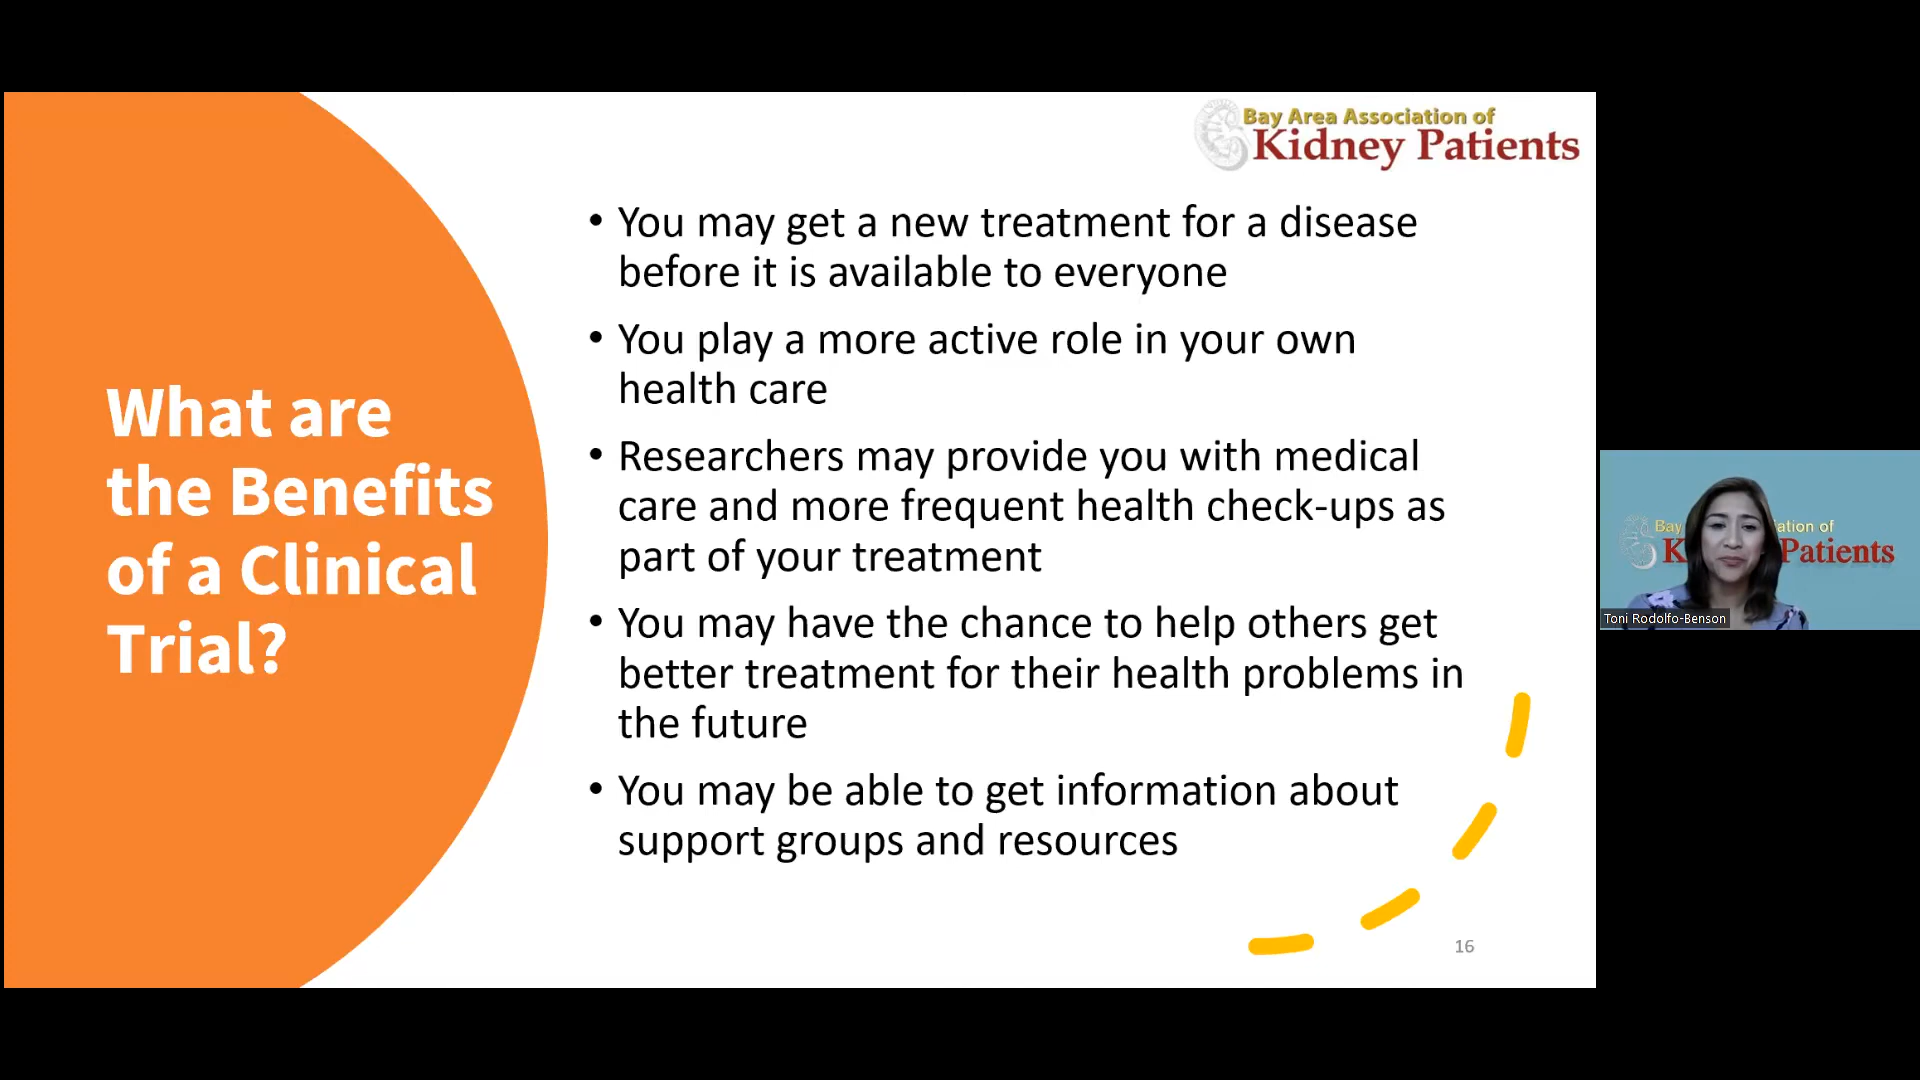 Bay Area Association of
Kidney Patients
What are
the Benefits
of a Clinical
Trial?
• You may get a new treatment for a disease
before it is available to everyone
• You play a more active role in your own
health care
• Researchers may provide you with medical
care and more frequent health check-ups as
part of your treatment
• You may have the chance to help others get
better treatment for their health problems in
the future
• You may be able to get information about
support groups and resources
16
Bay ation of
K Patients
Toni Rodolfo-Benson